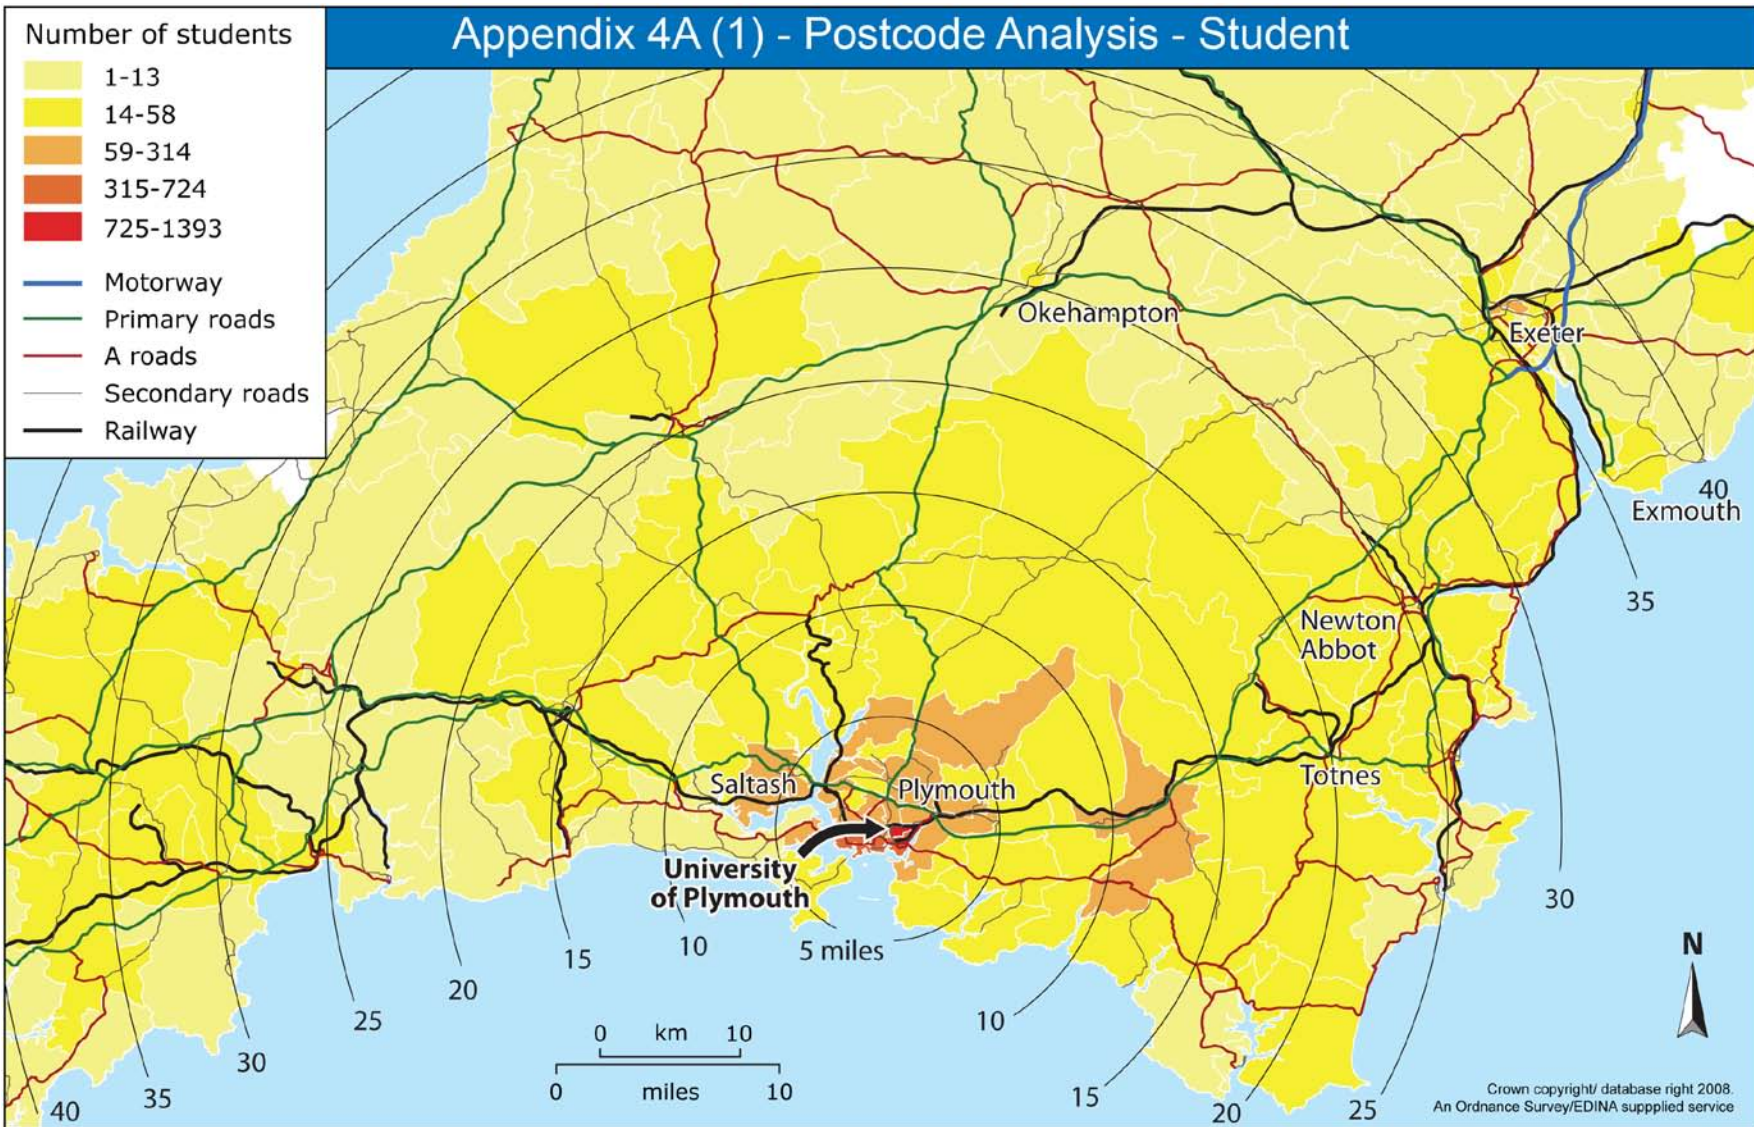 Appendix 4A (1) - Postcode Analysis - Student
Number of students
1-13
14-58
59-314
315-724
725-1393
Motorway
Primary roads
A roads
Secondary roads
Railway
Okehampton
Exeter
40
Exmouth
35
Newton
Abbot
Totnes
Saltash
Plymouth
University
of Plymouth
30
N
5 miles
10
15
20
25
30
35
40
10
15
20
25
0 km 10
0 miles 10
Crown copyright/ database right 2008.
An Ordnance Survey/EDINA suppplied service